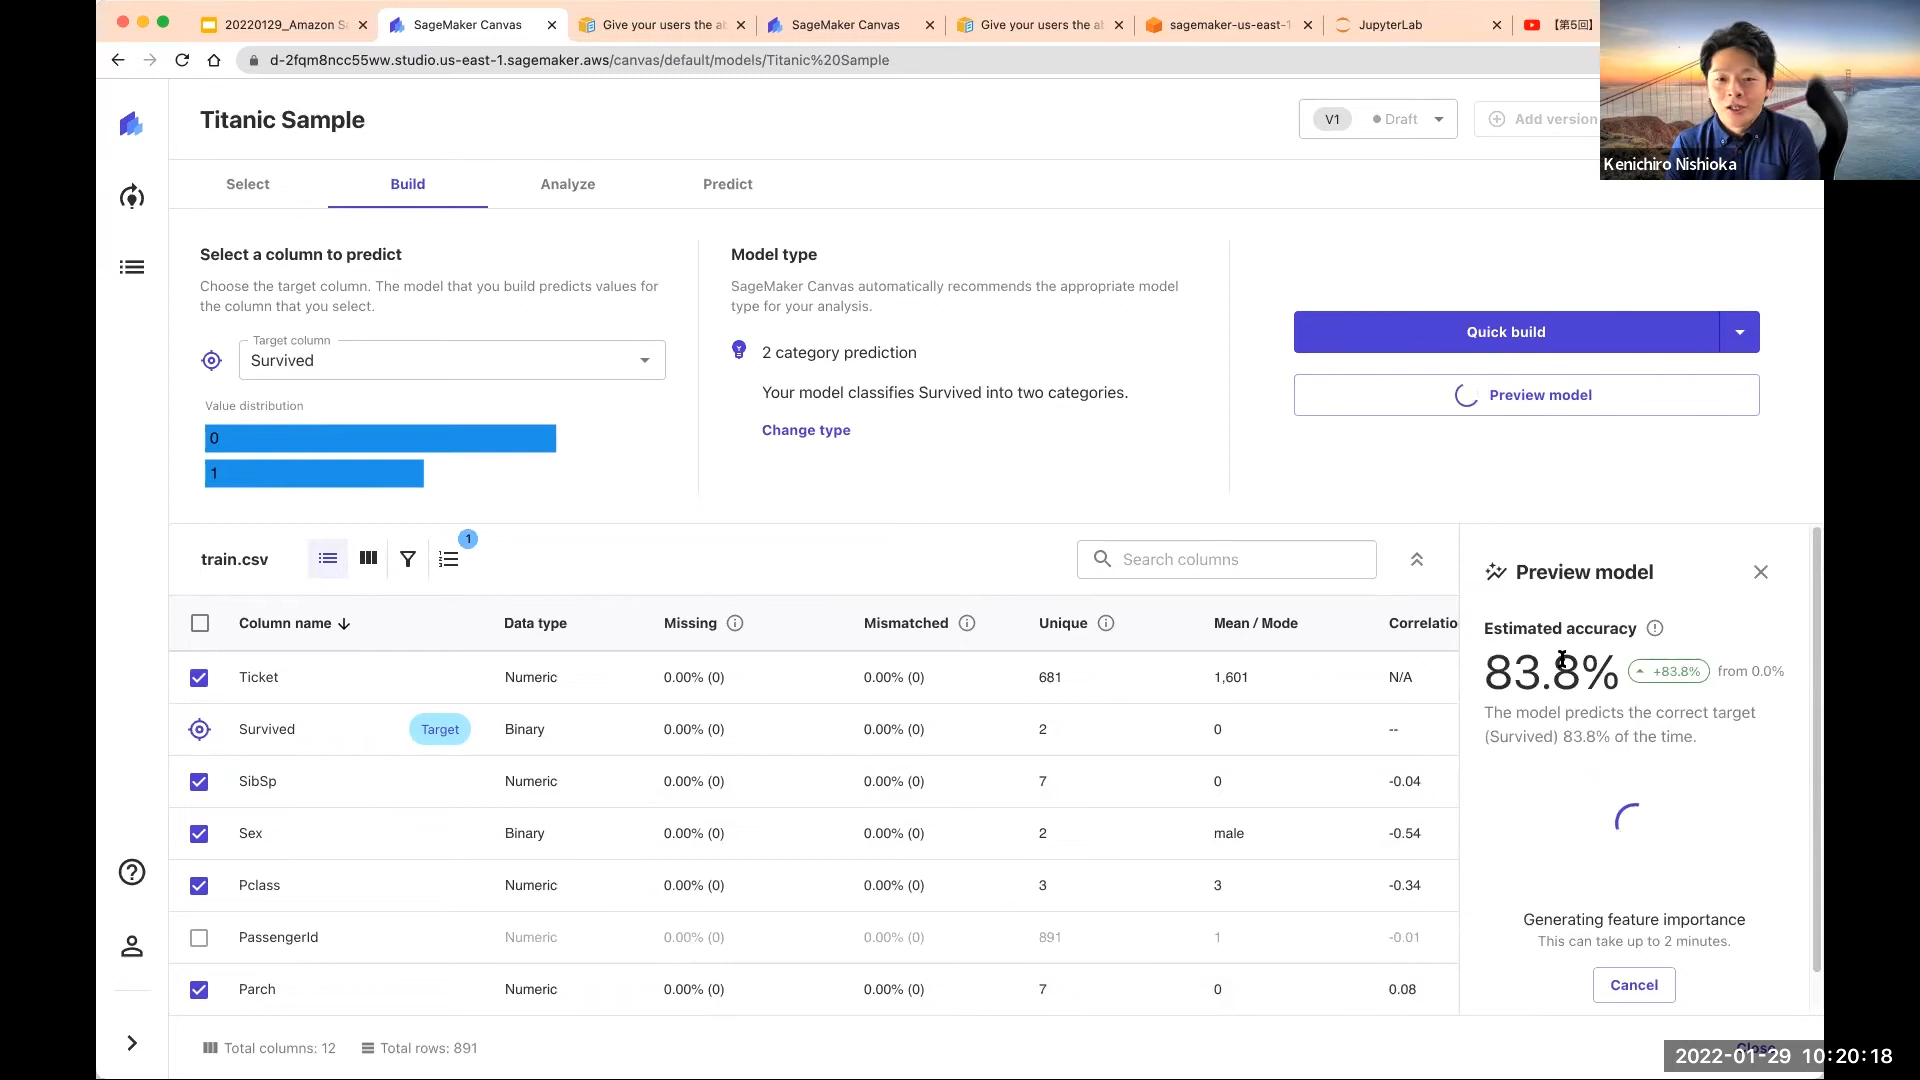 20220129_Amazon S
SageMaker Canvas
Give your users the a
SageMaker Canvas
Give your users the a
sagemaker-us-east-1
JupyterLab
【第5回】
d-2fqm8ncc55ww.studio.us-east-1.sagemaker.aws/canvas/default/models/Titanic%20Sample
Kenichiro Nishioka
Titanic Sample
V1
Draft
Add version
Select
Build
Analyze
Predict
Select a column to predict
Choose the target column. The model that you build predicts values for
the column that you select.
Target column
Survived
Value distribution
0
1
Model type
SageMaker Canvas automatically recommends the appropriate model
type for your analysis.
2 category prediction
Your model classifies Survived into two categories.
Change type
Quick build
Preview model
train.csv
1
Search columns
Column name Data type Missing Mismatched Unique Mean / Mode Correlatio
Ticket Numeric 0.00% (0) 0.00% (0) 681 1,601 N/A
Survived Target Binary 0.00% (0) 0.00% (0) 2 0 --
SibSp Numeric 0.00% (0) 0.00% (0) 7 0 -0.04
Sex Binary 0.00% (0) 0.00% (0) 2 male -0.54
Pclass Numeric 0.00% (0) 0.00% (0) 3 3 -0.34
PassengerId Numeric 0.00% (0) 0.00% (0) 891 1 -0.01
Parch Numeric 0.00% (0) 0.00% (0) 7 0 0.08
Total columns: 12
Total rows: 891
Preview model
Estimated accuracy
83.8% +83.8% from 0.0%
The model predicts the correct target
(Survived) 83.8% of the time.
Generating feature importance
This can take up to 2 minutes.
Cancel
Close
2022-01-29 10:20:18